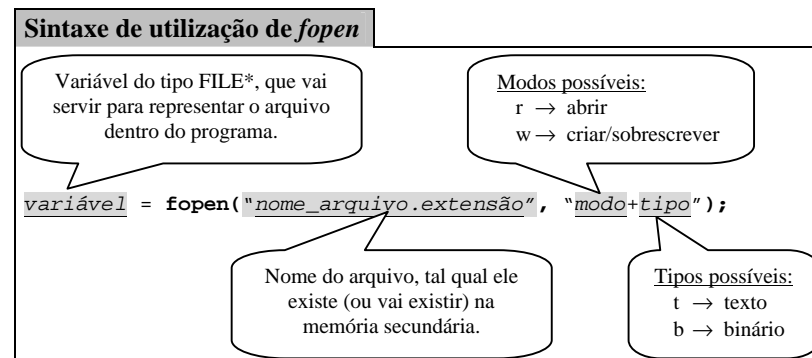 Sintaxe de utilização de fopen
Variável do tipo FILE*, que vai
servir para representar o arquivo
dentro do programa.
Modos possíveis:
r → abrir
w → criar/sobrescrever
variável = fopen("nome_arquivo.extensão", "modo+tipo");
Nome do arquivo, tal qual ele
existe (ou vai existir) na
memória secundária.
Tipos possíveis:
t → texto
b → binário